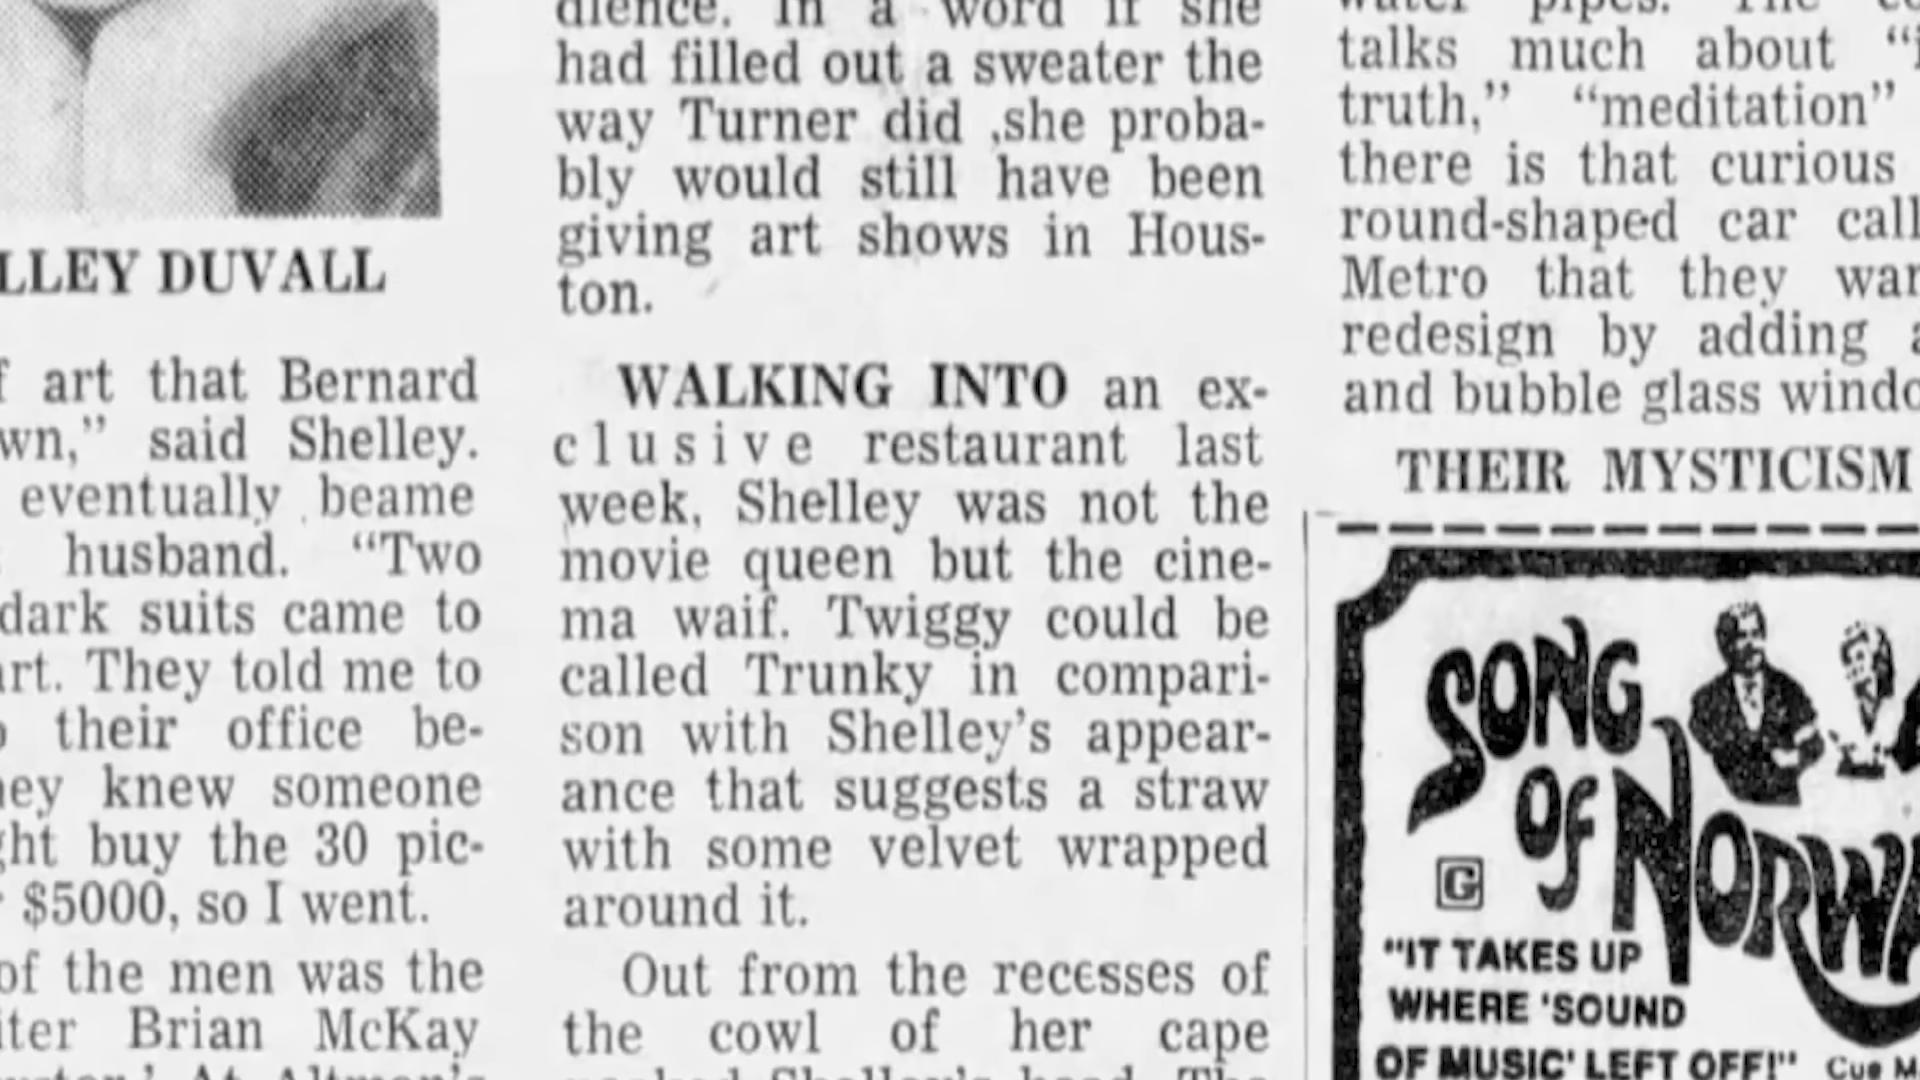 LLEY DUVALL
f art that Bernard
wn,” said Shelley.
eventually beame
husband. “Two
dark suits came to
art. They told me to
their office be-
ney knew someone
ght buy the 30 pic-
$5000, so I went.
of the men was the
iter Brian McKay
dience. In a word if she
had filled out a sweater the
way Turner did ,she proba-
bly would still have been
giving art shows in Hous-
ton.
WALKING INTO an ex-
clusive restaurant last
week, Shelley was not the
movie queen but the cine-
ma waif. Twiggy could be
called Trunky in compari-
son with Shelley’s appear-
ance that suggests a straw
with some velvet wrapped
around it.
Out from the recesses of
the cowl of her cape
water pipes. The
talks much about “i
truth,” “meditation”
there is that curious
round-shaped car call
Metro that they wan
redesign by adding a
and bubble glass windo
THEIR MYSTICISM
SONG
OF NORWA
G
“IT TAKES UP
WHERE ‘SOUND
OF MUSIC’ LEFT OFF!” Cue M